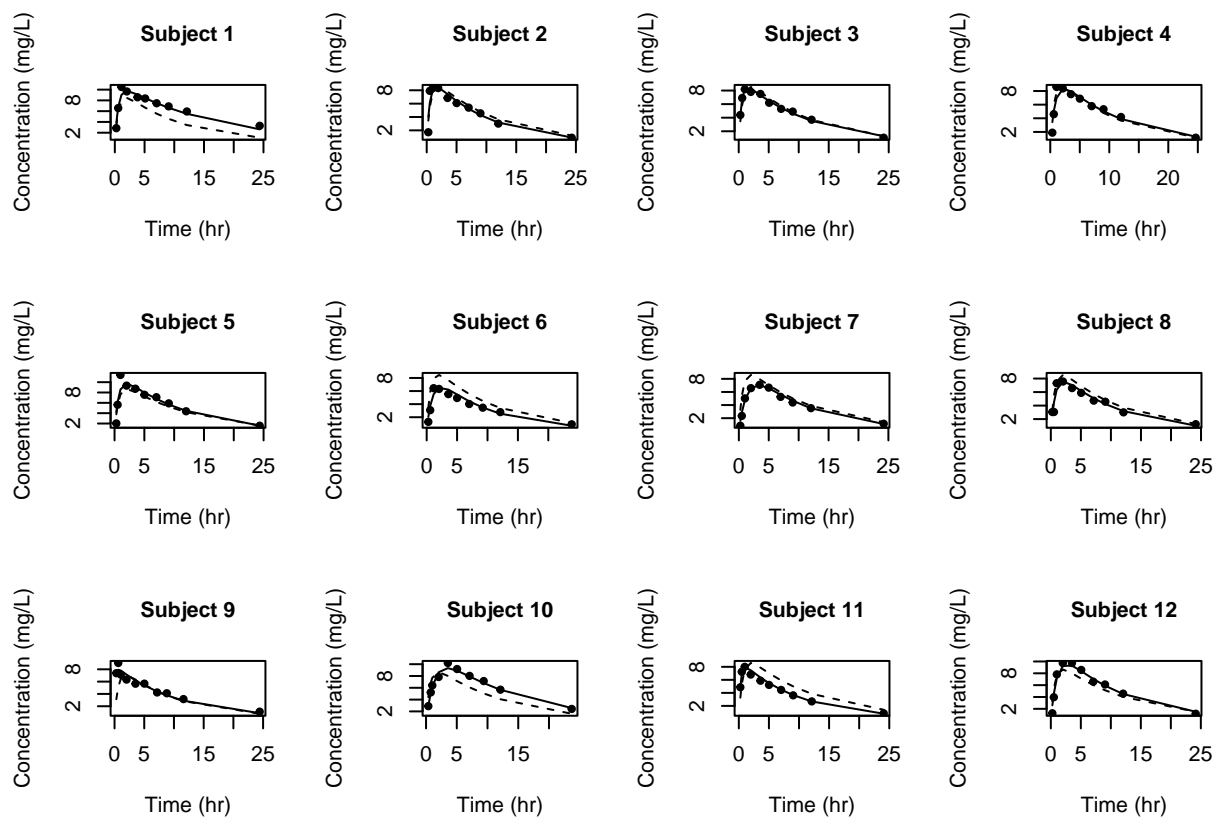 Subject 1
Concentration (mg/L)
2 8
0 5 15 25
Time (hr)
Subject 2
Concentration (mg/L)
2 8
0 5 15 25
Time (hr)
Subject 3
Concentration (mg/L)
2 8
0 5 15 25
Time (hr)
Subject 4
Concentration (mg/L)
2 8
0 5 10 20
Time (hr)
Subject 5
Concentration (mg/L)
2 8
0 5 15 25
Time (hr)
Subject 6
Concentration (mg/L)
2 8
0 5 15
Time (hr)
Subject 7
Concentration (mg/L)
2 8
0 5 15 25
Time (hr)
Subject 8
Concentration (mg/L)
2 8
0 5 15 25
Time (hr)
Subject 9
Concentration (mg/L)
2 8
0 5 15 25
Time (hr)
Subject 10
Concentration (mg/L)
2 8
0 5 15
Time (hr)
Subject 11
Concentration (mg/L)
2 8
0 5 15 25
Time (hr)
Subject 12
Concentration (mg/L)
2 8
0 5 15 25
Time (hr)